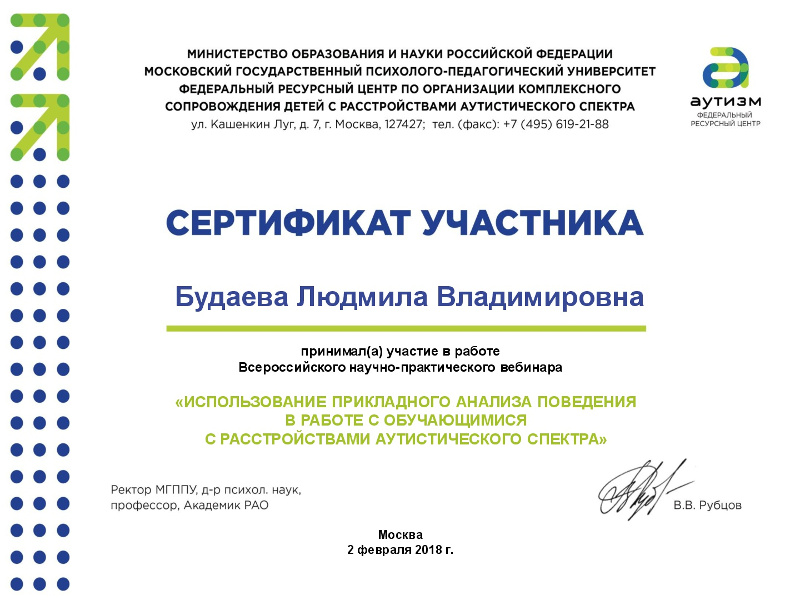 МИНИСТЕРСТВО ОБРАЗОВАНИЯ И НАУКИ РОССИЙСКОЙ ФЕДЕРАЦИИ
МОСКОВСКИЙ ГОСУДАРСТВЕННЫЙ ПСИХОЛОГО-ПЕДАГОГИЧЕСКИЙ УНИВЕРСИТЕТ
ФЕДЕРАЛЬНЫЙ РЕСУРСНЫЙ ЦЕНТР ПО ОРГАНИЗАЦИИ КОМПЛЕКСНОГО
СОПРОВОЖДЕНИЯ ДЕТЕЙ С РАССТРОЙСТВАМИ АУТИСТИЧЕСКОГО СПЕКТРА
ул. Кашенкин Луг, д. 7, г. Москва, 127427; тел. (факс): +7 (495) 619-21-88
аутизм
ФЕДЕРАЛЬНЫЙ
РЕСУРСНЫЙ ЦЕНТР
СЕРТИФИКАТ УЧАСТНИКА
Будаева Людмила Владимировна
принимал(а) участие в работе
Всероссийского научно-практического вебинара
«ИСПОЛЬЗОВАНИЕ ПРИКЛАДНОГО АНАЛИЗА ПОВЕДЕНИЯ
В РАБОТЕ С ОБУЧАЮЩИМИСЯ
С РАССТРОЙСТВАМИ АУТИСТИЧЕСКОГО СПЕКТРА»
Ректор МГППУ, д-р психол. наук,
профессор, Академик РАО
В.В. Рубцов
Москва
2 февраля 2018 г.